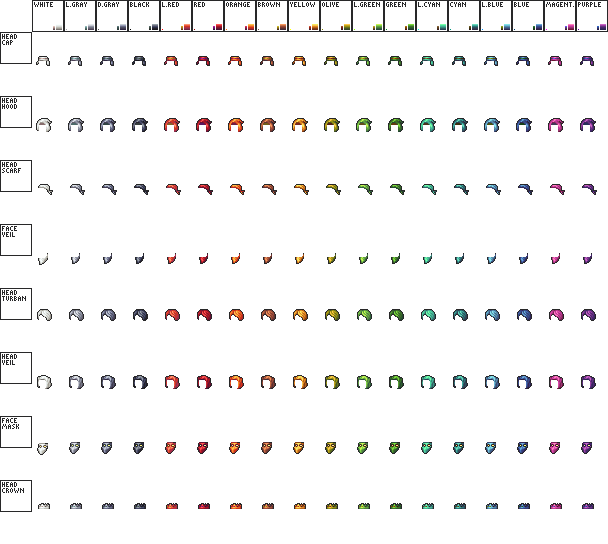 WHITE L.GRAY D.GRAY BLACK L.RED RED ORANGE BROWN YELLOW OLIVE L.GREEN GREEN L.CYAN CYAN L.BLUE BLUE MAGENT. PURPLE
HEAD
CAP
HEAD
HOOD
HEAD
SCARF
FACE
VEIL
HEAD
TURBAN
HEAD
VEIL
FACE
MASK
HEAD
CROWN